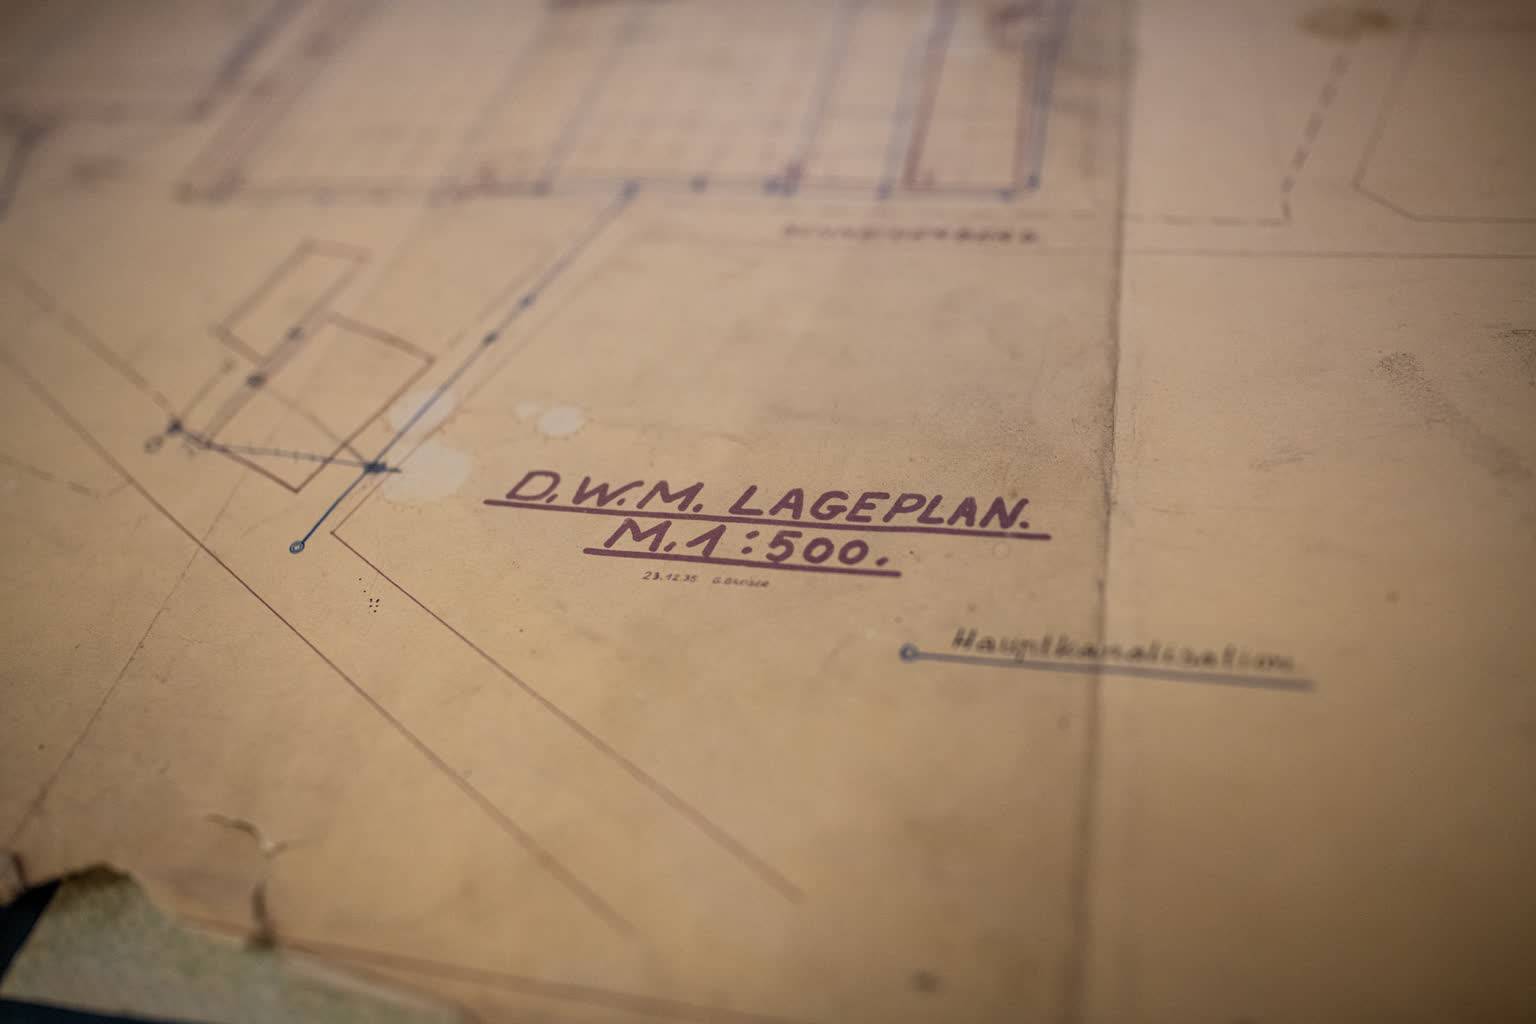 D.W.M. LAGEPLAN.
M. 1:500.
23.12.35
Hauptkanalisation.